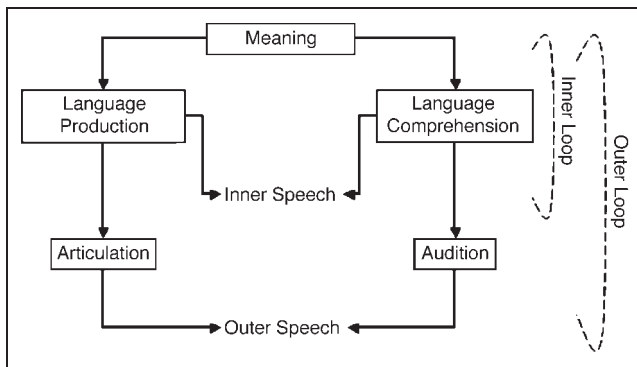 Meaning
Language
Production
Language
Comprehension
Inner Speech
Articulation
Audition
Outer Speech
Inner Loop
Outer Loop